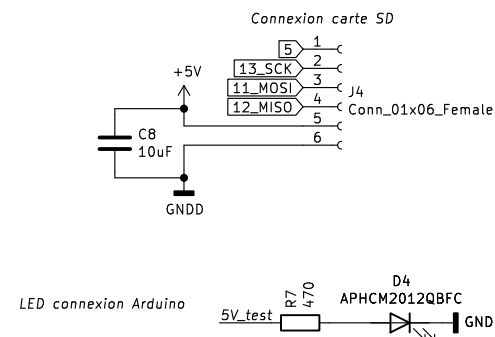 Connexion carte SD
5 1
13_SCK 2
11_MOSI 3
12_MISO 4
5
6
J4
Conn_01x06_Female
+5V
C8
10uF
GNDD
LED connexion Arduino
5V_test
R7
470
D4
APHCM2012QBFC
GND